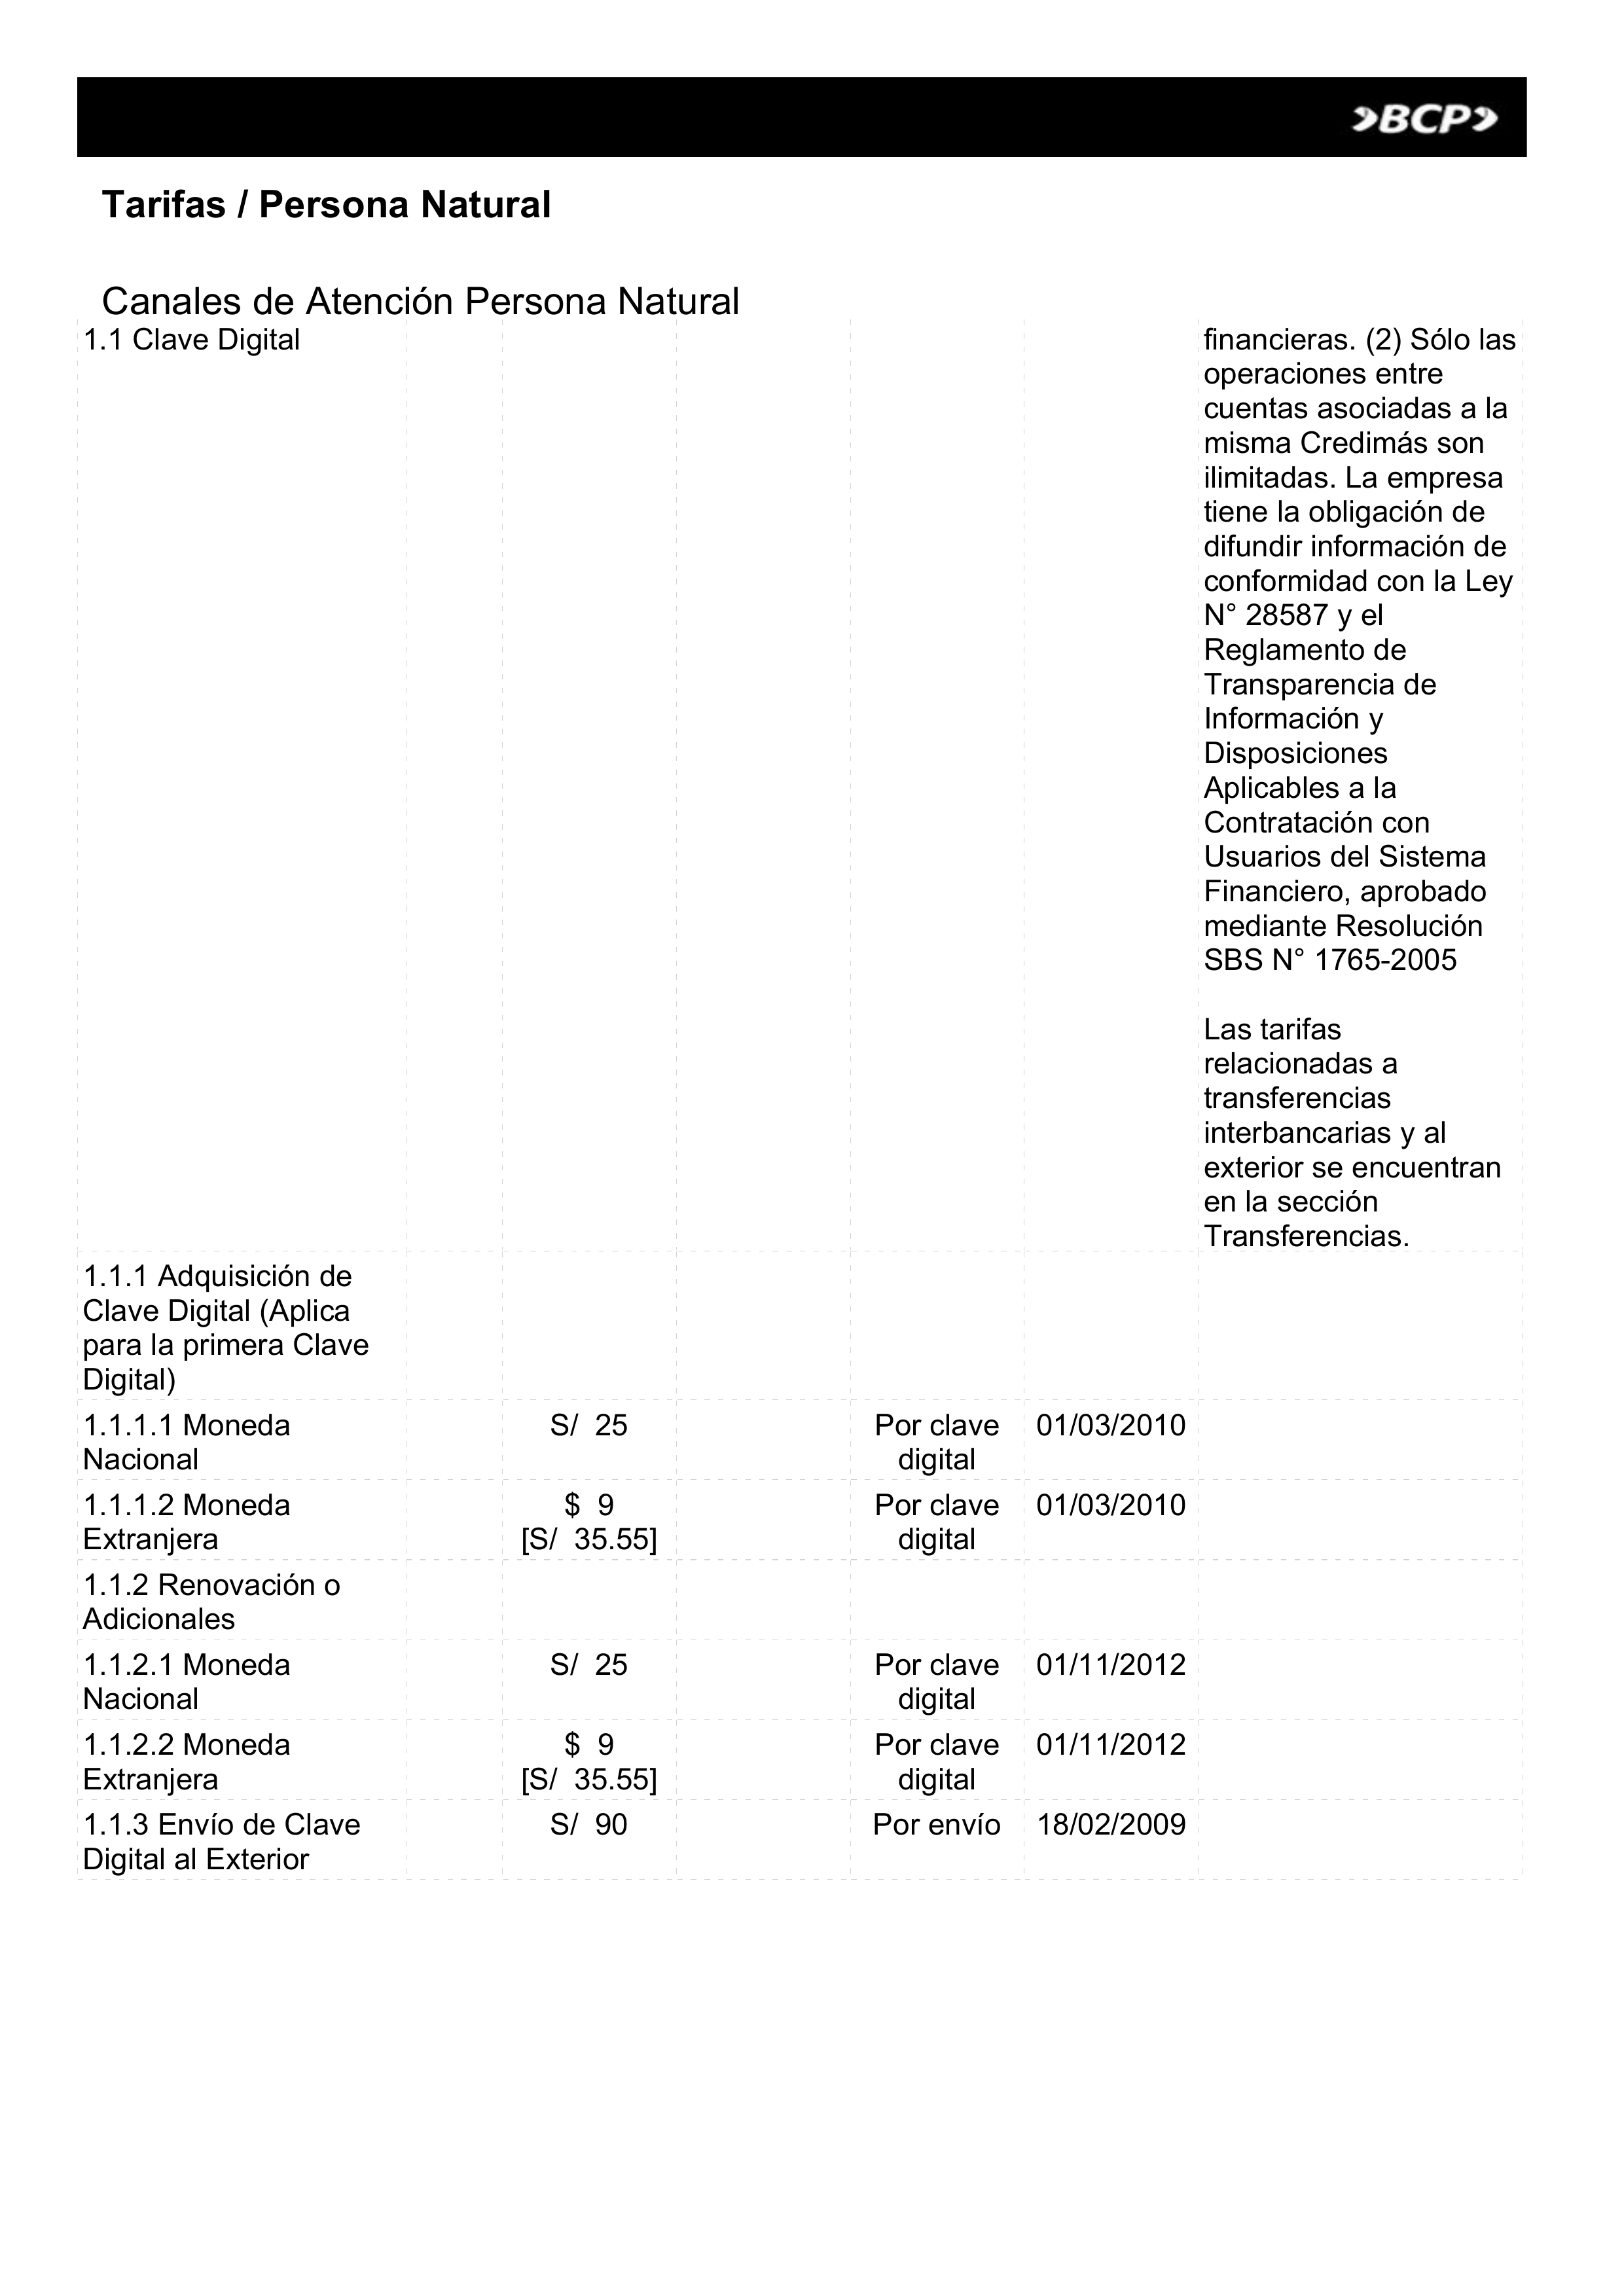 BCP
Tarifas / Persona Natural
Canales de Atención Persona Natural
1.1 Clave Digital
financieras. (2) Sólo las
operaciones entre
cuentas asociadas a la
misma Credimás son
ilimitadas. La empresa
tiene la obligación de
difundir información de
conformidad con la Ley
N° 28587 y el
Reglamento de
Transparencia de
Información y
Disposiciones
Aplicables a la
Contratación con
Usuarios del Sistema
Financiero, aprobado
mediante Resolución
SBS N° 1765-2005
Las tarifas
relacionadas a
transferencias
interbancarias y al
exterior se encuentran
en la sección
Transferencias.
1.1.1 Adquisición de
Clave Digital (Aplica
para la primera Clave
Digital)
1.1.1.1 Moneda
Nacional
S/ 25
Por clave
digital
01/03/2010
1.1.1.2 Moneda
Extranjera
$ 9
[S/ 35.55]
Por clave
digital
01/03/2010
1.1.2 Renovación o
Adicionales
1.1.2.1 Moneda
Nacional
S/ 25
Por clave
digital
01/11/2012
1.1.2.2 Moneda
Extranjera
$ 9
[S/ 35.55]
Por clave
digital
01/11/2012
1.1.3 Envío de Clave
Digital al Exterior
S/ 90
Por envío
18/02/2009